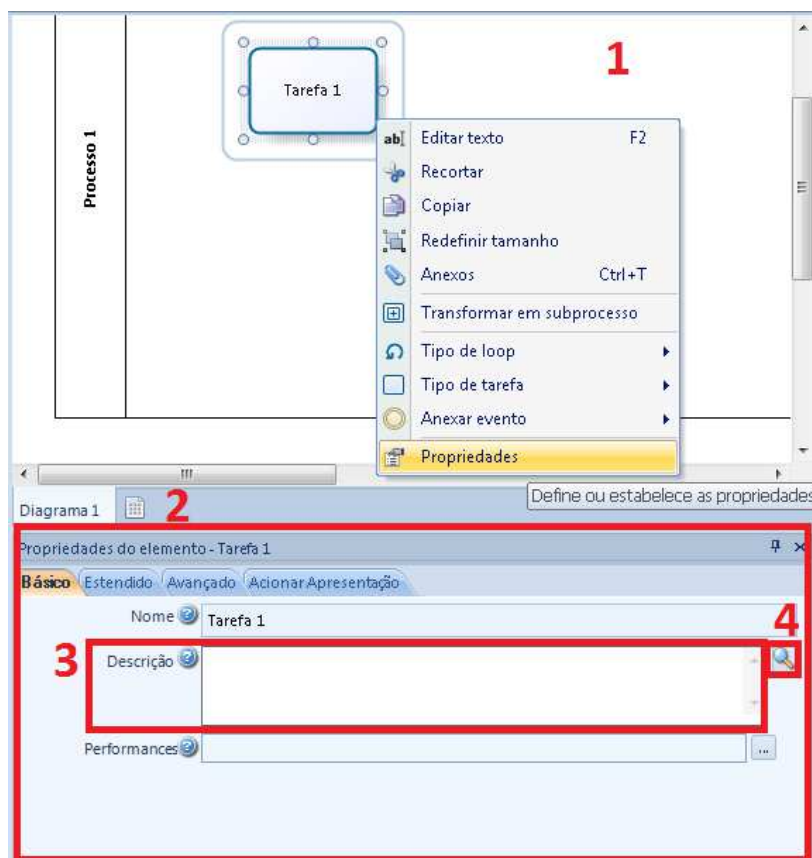 1
Tarefa 1
Processo 1
Editar texto F2
Recortar
Copiar
Redefinir tamanho
Anexos Ctrl+T
Transformar em subprocesso
Tipo de loop
Tipo de tarefa
Anexar evento
Propriedades
Define ou estabelece as propriedades
Diagrama 1
2
Propriedades do elemento - Tarefa 1
Básico Estendido Avançado Acionar Apresentação
Nome Tarefa 1
4
3
Descrição
Performances ...